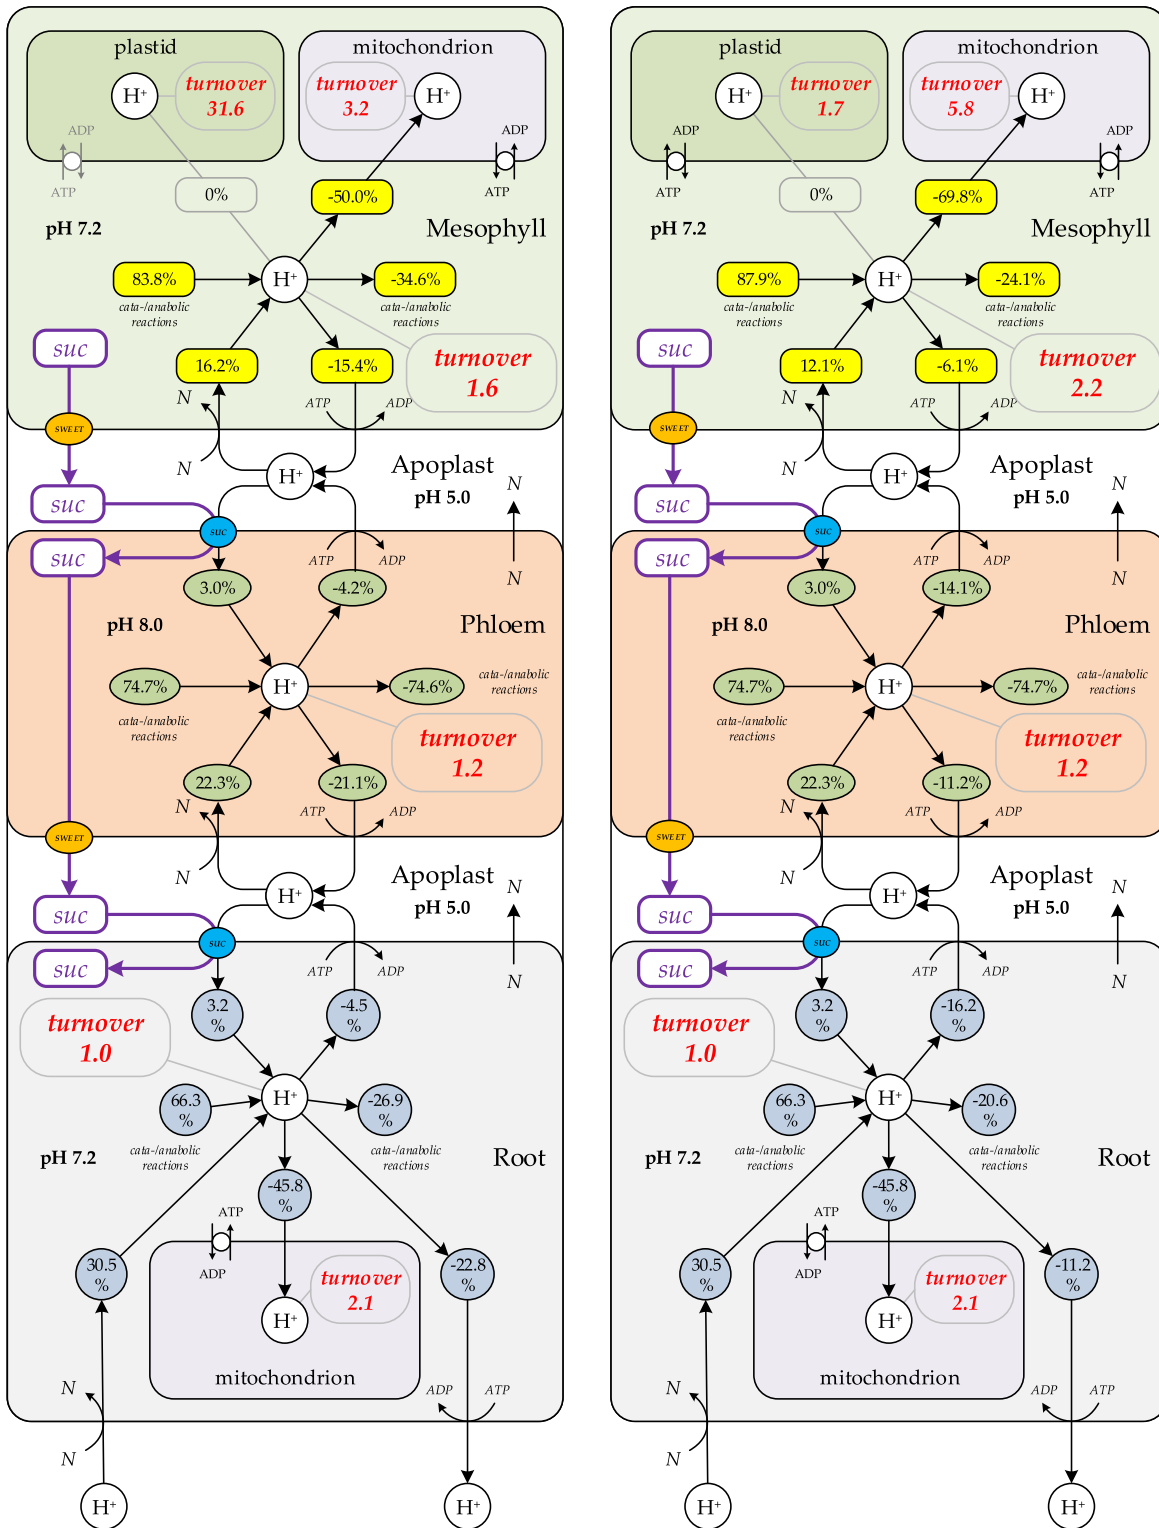 plastid
mitochondrion
H⁺
turnover
31.6
turnover
3.2
H⁺
ADP
ATP
ADP
ATP
0%
-50.0%
pH 7.2
Mesophyll
83.8%
H⁺
-34.6%
cata-/anabolic
reactions
suc
16.2%
-15.4%
turnover
1.6
N
ATP
ADP
SWEET
N
H⁺
Apoplast
pH 5.0
N
suc
suc
suc
ATP
ADP
N
3.0%
-4.2%
pH 8.0
Phloem
74.7%
H⁺
-74.6%
cata-/anabolic
reactions
cata-/anabolic
reactions
turnover
1.2
22.3%
-21.1%
N
ATP
ADP
SWEET
N
H⁺
Apoplast
pH 5.0
N
suc
suc
suc
ATP
ADP
N
3.2
%
-4.5
%
turnover
1.0
H⁺
66.3
%
-26.9
%
cata-/anabolic
reactions
cata-/anabolic
reactions
pH 7.2
Root
-45.8
%
ATP
ADP
30.5
%
-22.8
%
turnover
2.1
H⁺
mitochondrion
N
ADP
ATP
N
H⁺
H⁺
plastid
mitochondrion
H⁺
turnover
1.7
turnover
5.8
H⁺
ADP
ATP
ADP
ATP
0%
-69.8%
pH 7.2
Mesophyll
87.9%
H⁺
-24.1%
cata-/anabolic
reactions
suc
12.1%
-6.1%
turnover
2.2
N
ATP
ADP
SWEET
N
H⁺
Apoplast
pH 5.0
N
suc
suc
suc
ATP
ADP
N
3.0%
-14.1%
pH 8.0
Phloem
74.7%
H⁺
-74.7%
cata-/anabolic
reactions
cata-/anabolic
reactions
turnover
1.2
22.3%
-11.2%
N
ATP
ADP
SWEET
N
H⁺
Apoplast
pH 5.0
N
suc
suc
suc
ATP
ADP
N
3.2
%
-16.2
%
turnover
1.0
H⁺
66.3
%
-20.6
%
cata-/anabolic
reactions
cata-/anabolic
reactions
pH 7.2
Root
-45.8
%
ATP
ADP
30.5
%
-11.2
%
turnover
2.1
H⁺
mitochondrion
N
ADP
ATP
N
H⁺
H⁺